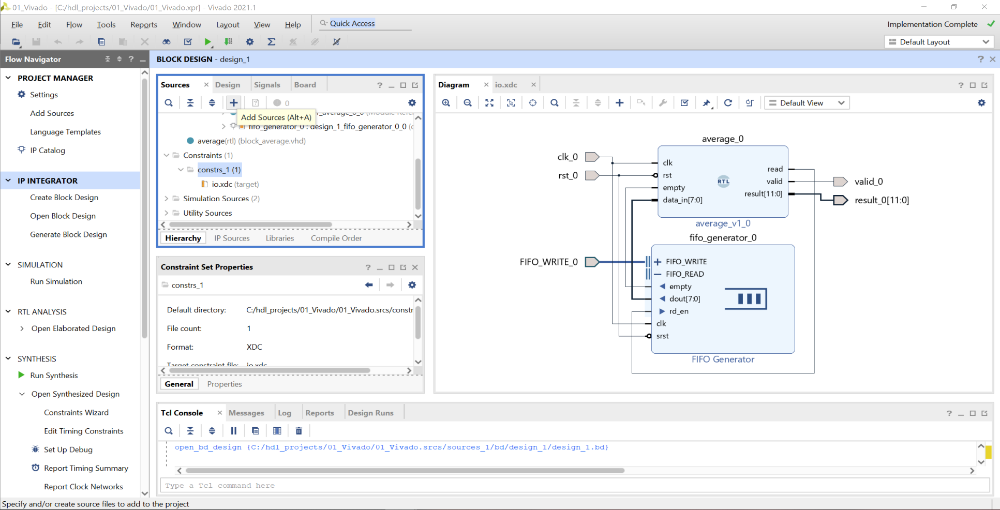 01_Vivado - [C:/hdl_projects/01_Vivado/01_Vivado.xpr] - Vivado 2021.1
File Edit Flow Tools Reports Window Layout View Help Quick Access
Implementation Complete
Default Layout
Flow Navigator
PROJECT MANAGER
Settings
Add Sources
Language Templates
IP Catalog
IP INTEGRATOR
Create Block Design
Open Block Design
Generate Block Design
SIMULATION
Run Simulation
RTL ANALYSIS
Open Elaborated Design
SYNTHESIS
Run Synthesis
Open Synthesized Design
Constraints Wizard
Edit Timing Constraints
Set Up Debug
Report Timing Summary
Report Clock Networks
BLOCK DESIGN - design_1
Sources Design Signals Board
0
Add Sources (Alt+A)
fifo_generator_0 : design_1_fifo_generator_0_0 (
average(rtl) (block_average.vhd)
Constraints (1)
constrs_1 (1)
io.xdc (target)
Simulation Sources (2)
Utility Sources
Hierarchy IP Sources Libraries Compile Order
Constraint Set Properties
constrs_1
Default directory: C:/hdl_projects/01_Vivado/01_Vivado.srcs/constr
File count: 1
Format: XDC
Target constraint file: io.xdc
General Properties
Diagram io.xdc
Default View
average_0
clk_0
rst_0
clk
rst
empty
data_in[7:0]
RTL
read
valid
result[11:0]
valid_0
result_0[11:0]
average_v1_0
fifo_generator_0
FIFO_WRITE_0
FIFO_WRITE
FIFO_READ
empty
dout[7:0]
rd_en
clk
srst
FIFO Generator
Tcl Console Messages Log Reports Design Runs
open_bd_design {C:/hdl_projects/01_Vivado/01_Vivado.srcs/sources_1/bd/design_1/design_1.bd}
Type a Tcl command here
Specify and/or create source files to add to the project